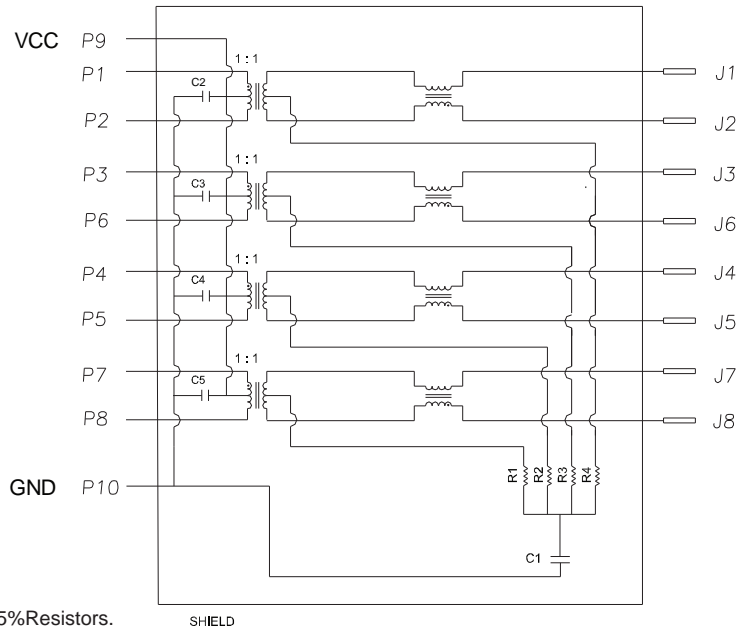 VCC P9
1 : 1
P1 C2 J1
P2 J2
1 : 1
P3 C3 J3
P6 J6
1 : 1
P4 C4 J4
P5 J5
1 : 1
P7 C5 J7
P8 J8
R1 R2 R3 R4
GND P10
C1
5%Resistors.
SHIELD